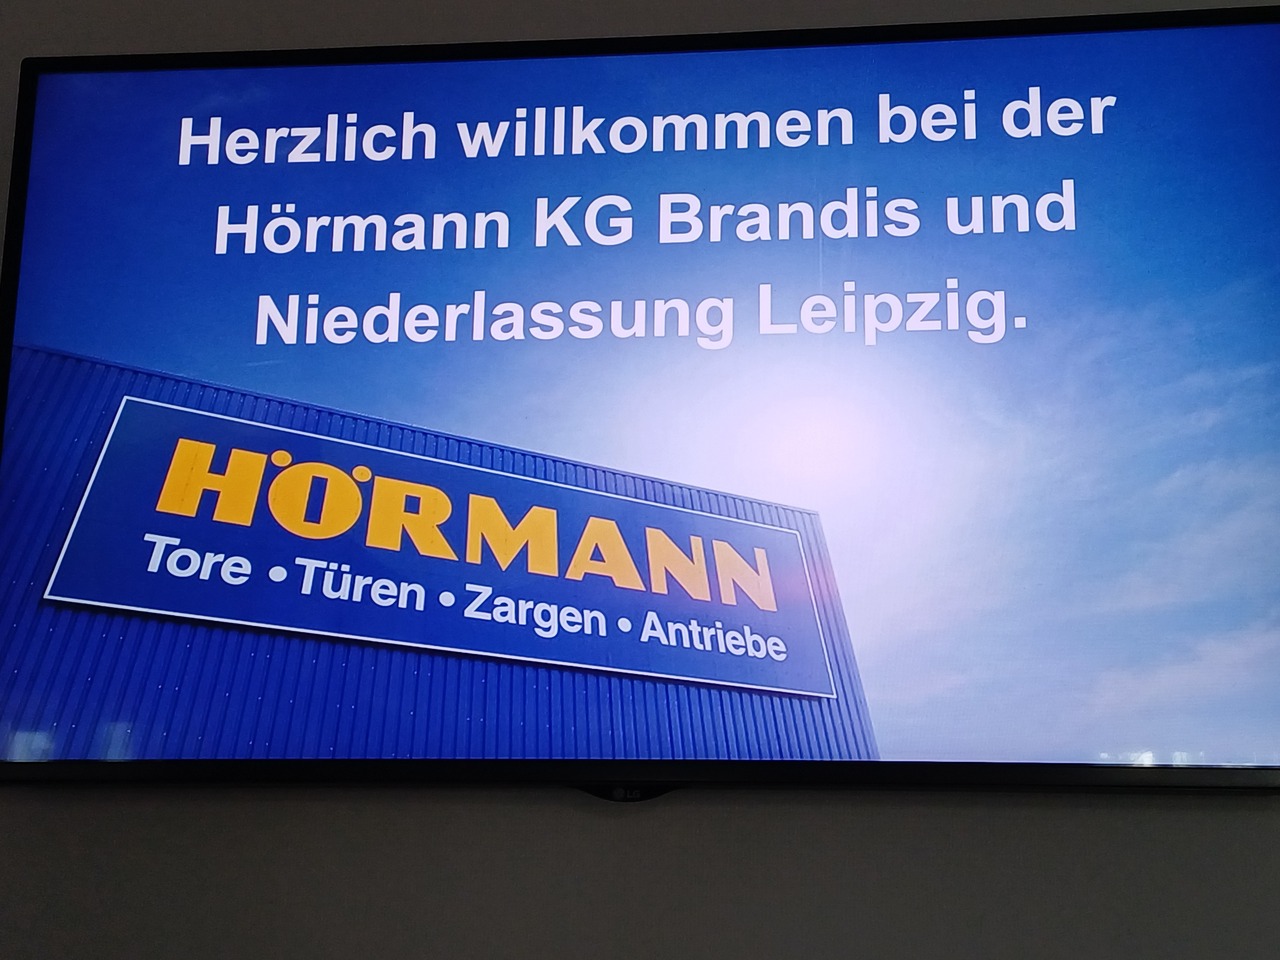 Herzlich willkommen bei der
Hörmann KG Brandis und
Niederlassung Leipzig.
HÖRMANN
Tore • Türen • Zargen • Antriebe
LG